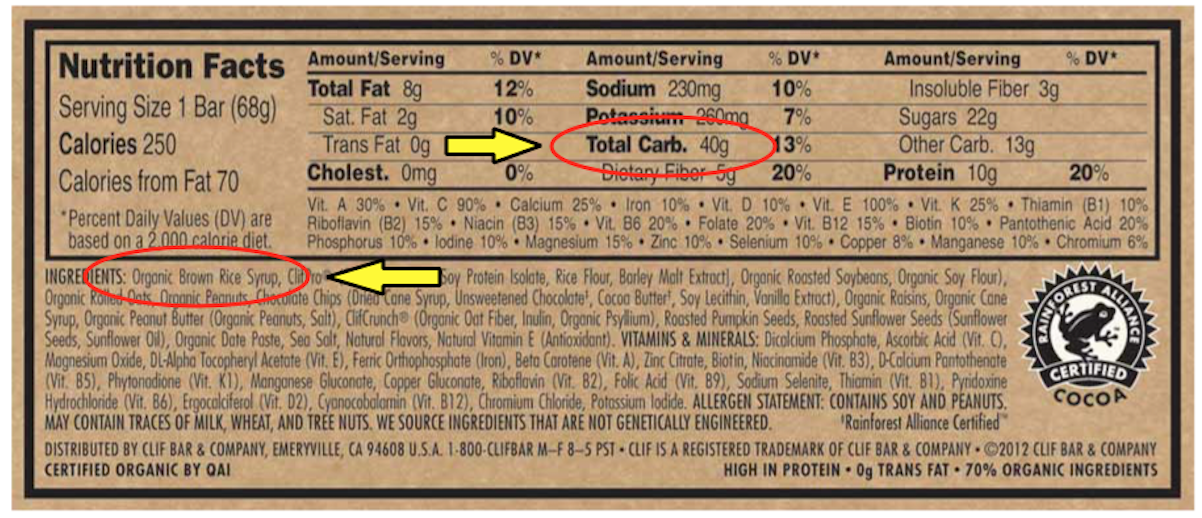 Nutrition Facts
Serving Size 1 Bar (68g)
Calories 250
Calories from Fat 70
*Percent Daily Values (DV) are
based on a 2,000 calorie diet.
Amount/Serving % DV* Amount/Serving % DV* Amount/Serving % DV*
Total Fat 8g 12% Sodium 230mg 10% Insoluble Fiber 3g
Sat. Fat 2g 10% Potassium 260mg 7% Sugars 22g
Trans Fat 0g Total Carb. 40g 13% Other Carb. 13g
Cholest. 0mg 0% Dietary Fiber 5g 20% Protein 10g 20%
Vit. A 30% • Vit. C 90% • Calcium 25% • Iron 10% • Vit. D 10% • Vit. E 100% • Vit. K 25% • Thiamin (B1) 10%
Riboflavin (B2) 15% • Niacin (B3) 15% • Vit. B6 20% • Folate 20% • Vit. B12 15% • Biotin 10% • Pantothenic Acid 20%
Phosphorus 10% • Iodine 10% • Magnesium 15% • Zinc 10% • Selenium 10% • Copper 8% • Manganese 10% • Chromium 6%
INGREDIENTS: Organic Brown Rice Syrup, Soy Protein Isolate, Rice Flour, Barley Malt Extract], Organic Roasted Soybeans, Organic Soy Flour),
Organic Rolled Oats, Organic Peanuts, Chocolate Chips (Dried Cane Syrup, Unsweetened Chocolate‡, Cocoa Butter‡, Soy Lecithin, Vanilla Extract), Organic Raisins, Organic Cane
Syrup, Organic Peanut Butter (Organic Peanuts, Salt), ClifCrunch® (Organic Oat Fiber, Inulin, Organic Psyllium), Roasted Pumpkin Seeds, Roasted Sunflower Seeds (Sunflower
Seeds, Sunflower Oil), Organic Date Paste, Sea Salt, Natural Flavors, Natural Vitamin E (Antioxidant). VITAMINS & MINERALS: Dicalcium Phosphate, Ascorbic Acid (Vit. C),
Magnesium Oxide, DL-Alpha Tocopheryl Acetate (Vit. E), Ferric Orthophosphate (Iron), Beta Carotene (Vit. A), Zinc Citrate, Biotin, Niacinamide (Vit. B3), D-Calcium Pantothenate
(Vit. B5), Phytonadione (Vit. K1), Manganese Gluconate, Copper Gluconate, Riboflavin (Vit. B2), Folic Acid (Vit. B9), Sodium Selenite, Thiamin (Vit. B1), Pyridoxine
Hydrochloride (Vit. B6), Ergocalciferol (Vit. D2), Cyanocobalamin (Vit. B12), Chromium Chloride, Potassium Iodide. ALLERGEN STATEMENT: CONTAINS SOY AND PEANUTS.
MAY CONTAIN TRACES OF MILK, WHEAT, AND TREE NUTS. WE SOURCE INGREDIENTS THAT ARE NOT GENETICALLY ENGINEERED. ‡Rainforest Alliance Certified™
RAINFOREST ALLIANCE
CERTIFIED
COCOA
DISTRIBUTED BY CLIF BAR & COMPANY, EMERYVILLE, CA 94608 U.S.A. 1-800-CLIFBAR M–F 8–5 PST • CLIF IS A REGISTERED TRADEMARK OF CLIF BAR & COMPANY • ©2012 CLIF BAR & COMPANY
CERTIFIED ORGANIC BY QAI HIGH IN PROTEIN • 0g TRANS FAT • 70% ORGANIC INGREDIENTS